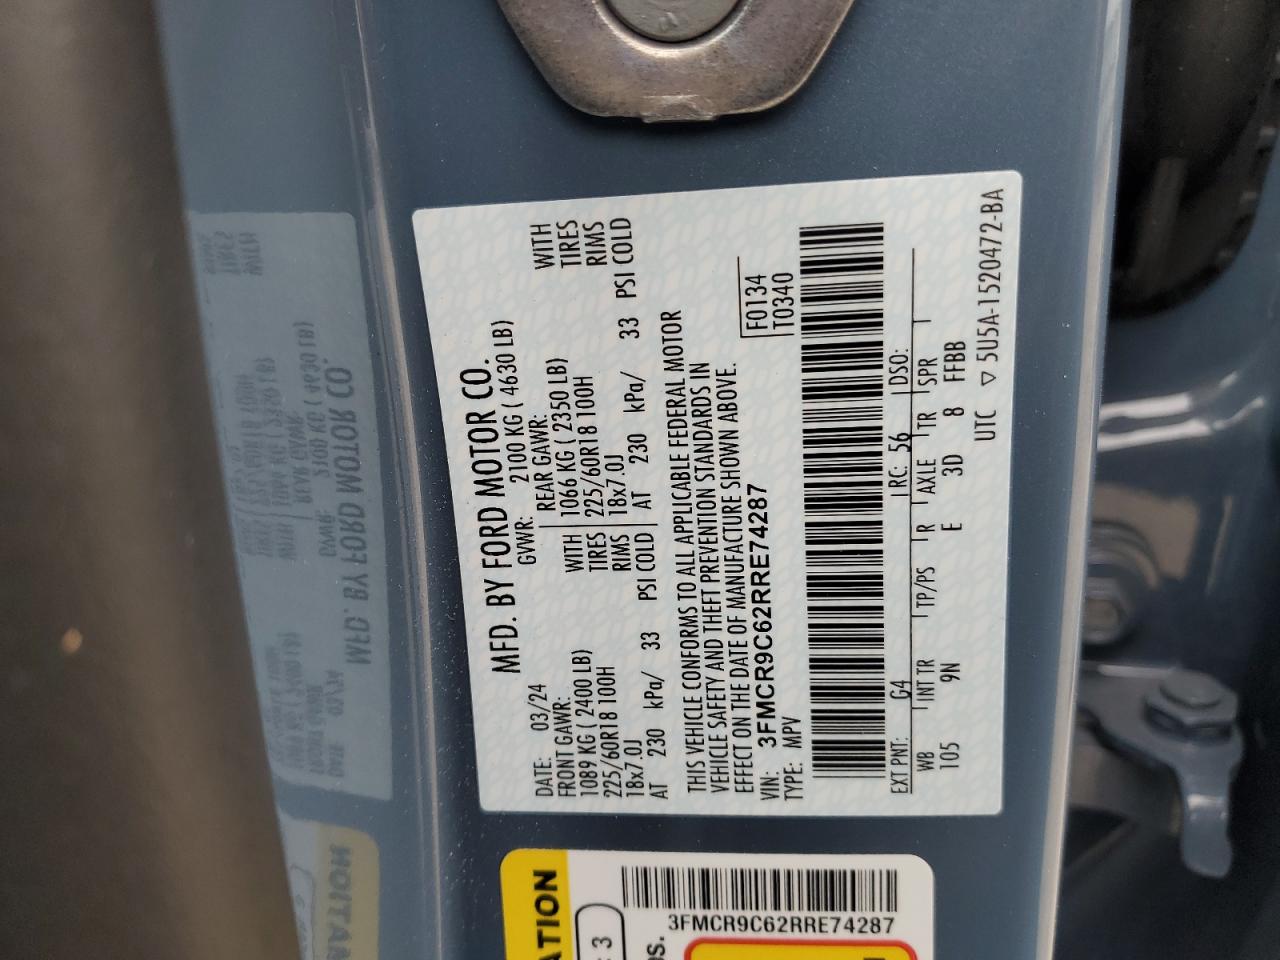 MFD. BY FORD MOTOR CO.
DATE: 03/24 GVWR: 2100 KG ( 4630 LB)
FRONT GAWR: REAR GAWR:
1089 KG ( 2400 LB) WITH 1066 KG ( 2350 LB) WITH
225/60R18 100H TIRES 225/60R18 100H TIRES
18x7.0J RIMS 18x7.0J RIMS
AT 230 kPa/ 33 PSI COLD AT 230 kPa/ 33 PSI COLD
THIS VEHICLE CONFORMS TO ALL APPLICABLE FEDERAL MOTOR
VEHICLE SAFETY AND THEFT PREVENTION STANDARDS IN
EFFECT ON THE DATE OF MANUFACTURE SHOWN ABOVE.
VIN: 3FMCR9C62RRE74287
TYPE: MPV
F0134
T0340
EXT PNT: G4 RC: 56 DSO:
WB INT TR TP/PS R AXLE TR SPR
105 9N E 3D 8 FFBB
UTC ▽ 5U5A-1520472-BA
ATION
: 3
3FMCR9C62RRE74287